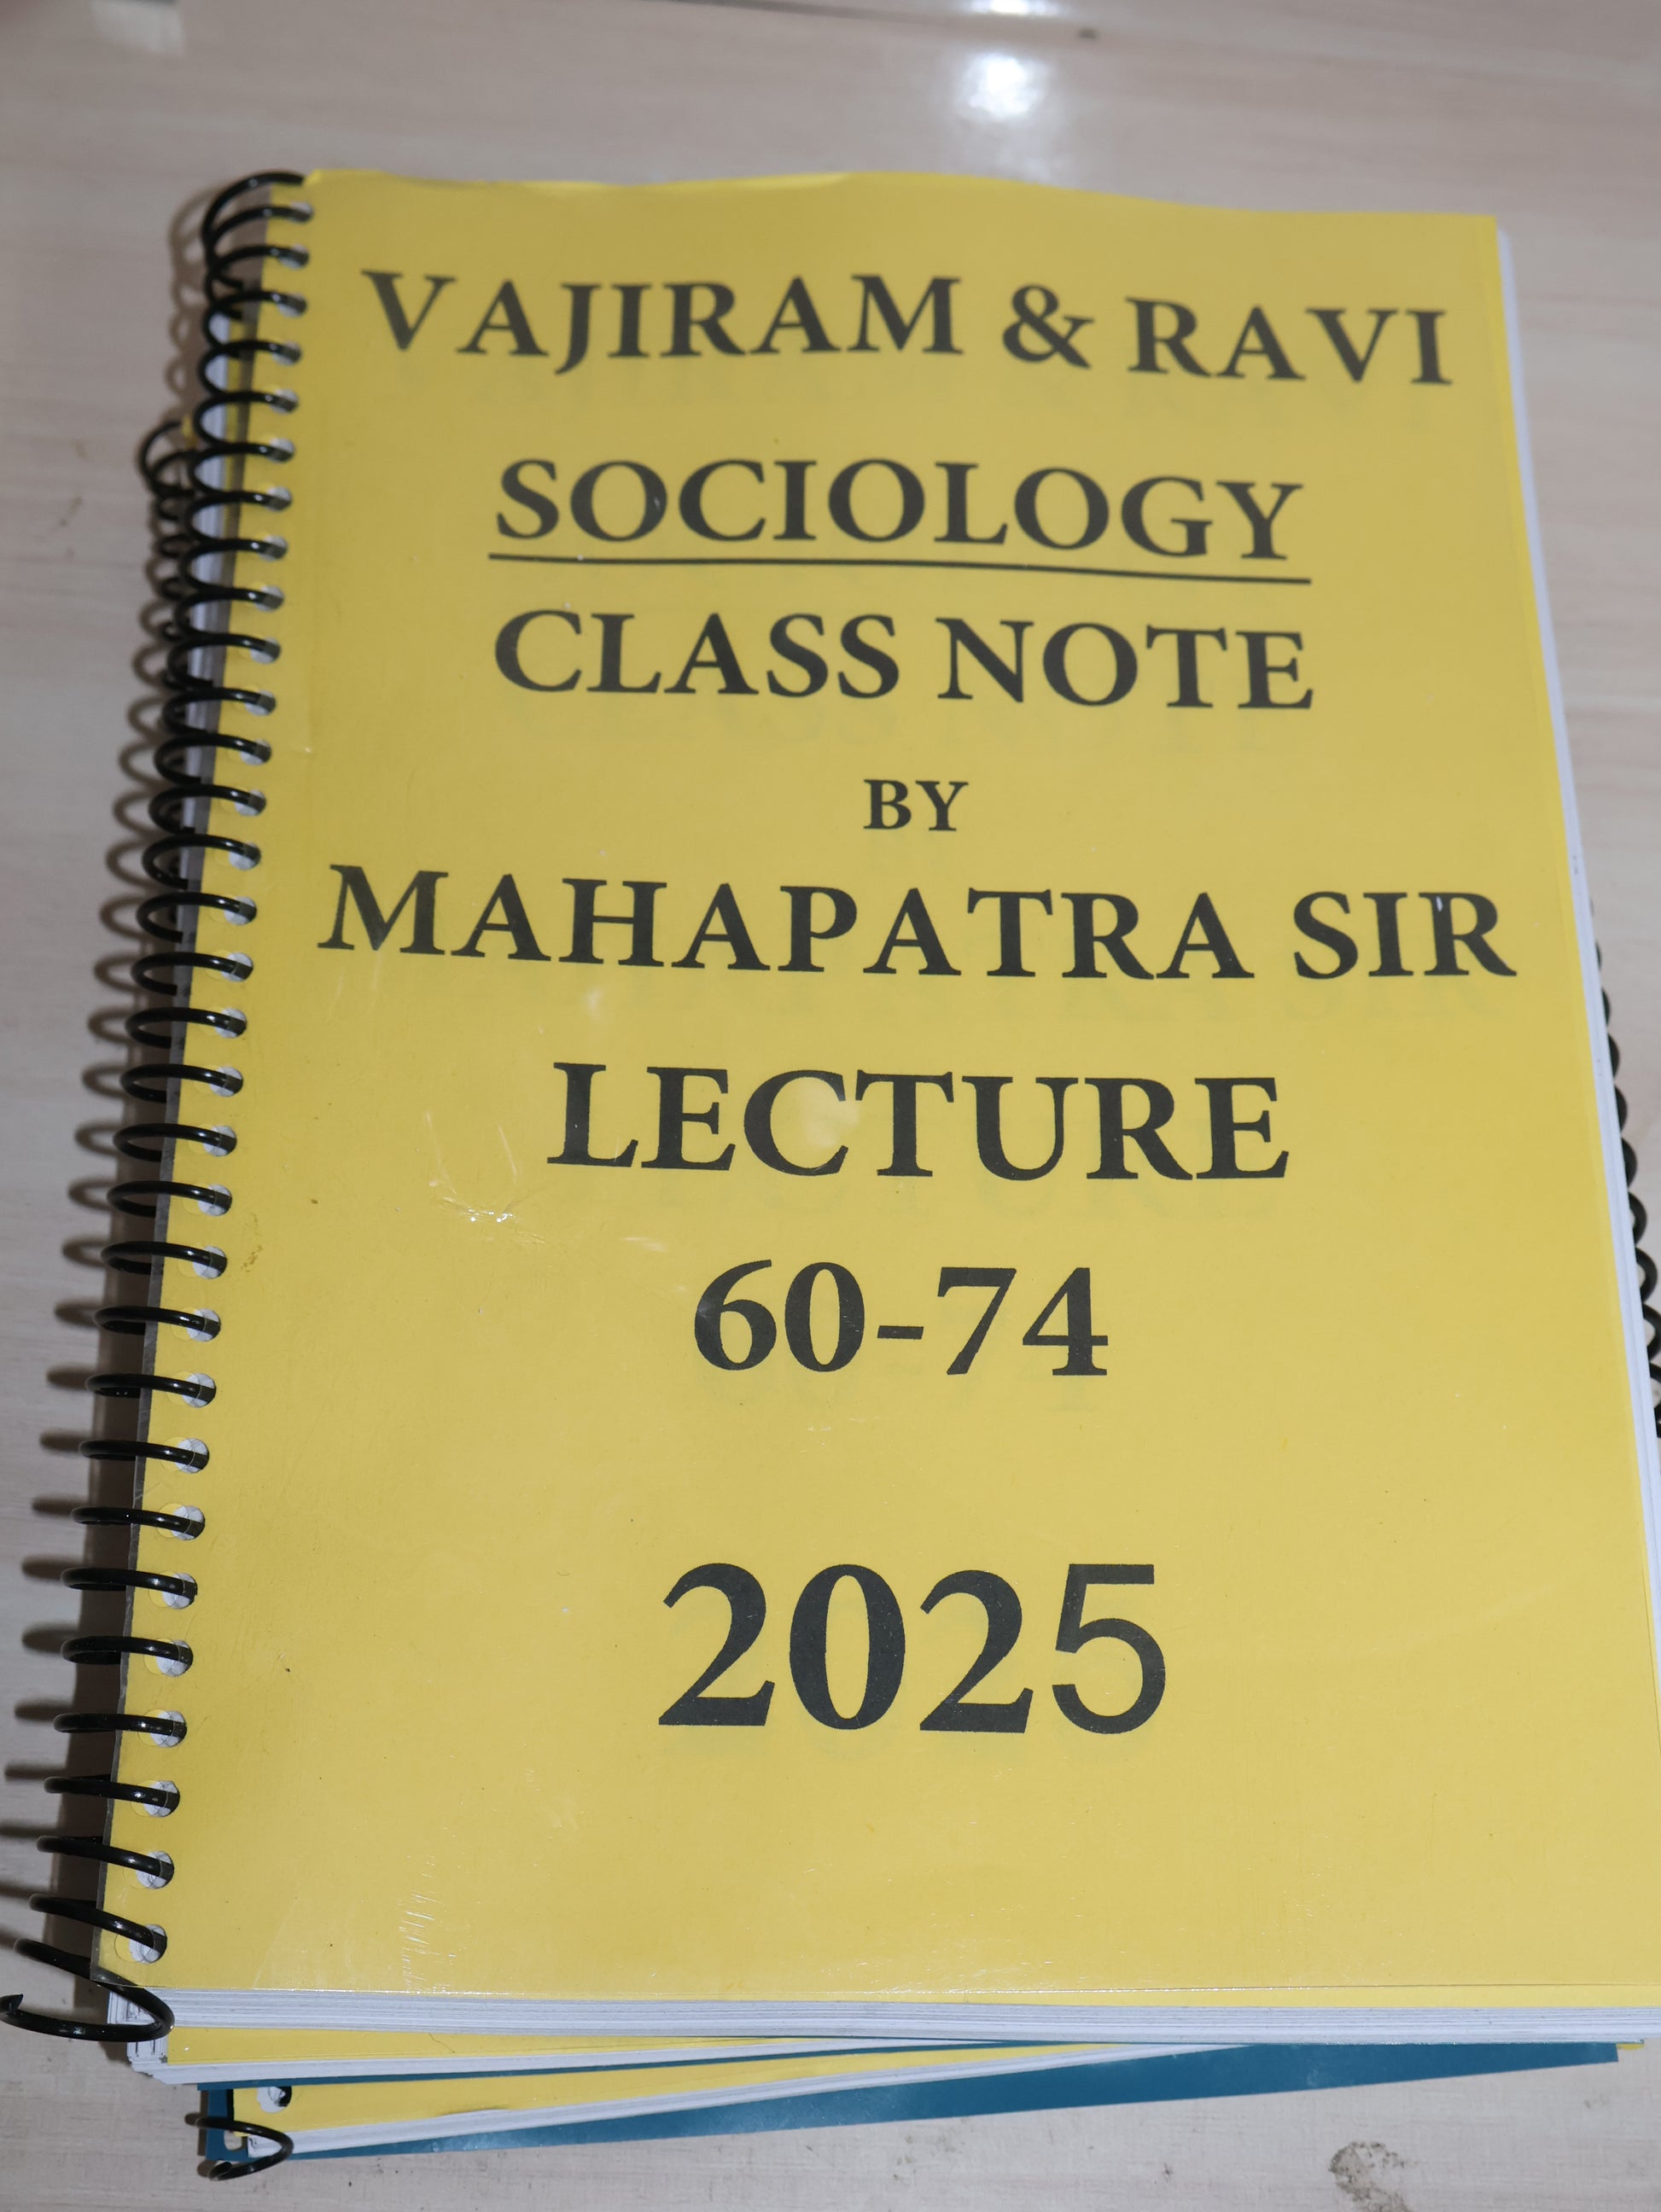 VAJIRAM & RAVI
SOCIOLOGY
CLASS NOTE
BY
MAHAPATRA SIR
LECTURE
60-74
2025